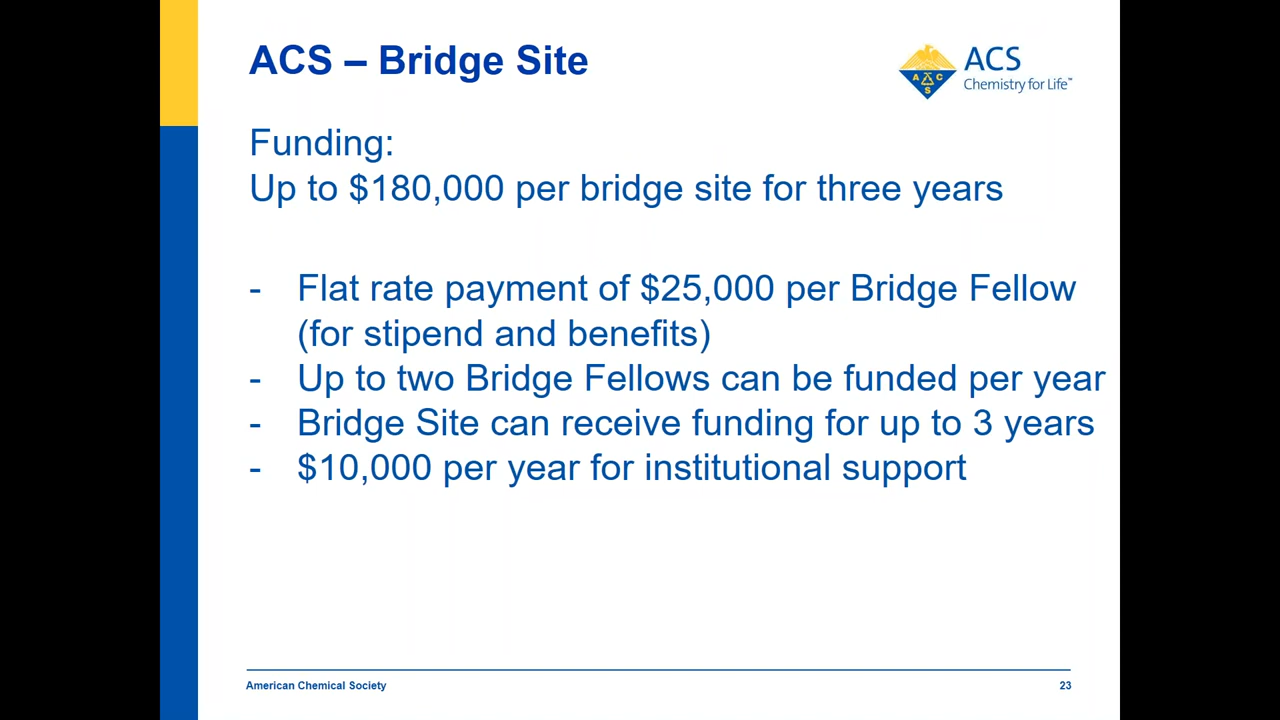 ACS – Bridge Site
ACS
Chemistry for Life™
A C S
Funding:
Up to $180,000 per bridge site for three years
- Flat rate payment of $25,000 per Bridge Fellow
(for stipend and benefits)
- Up to two Bridge Fellows can be funded per year
- Bridge Site can receive funding for up to 3 years
- $10,000 per year for institutional support
American Chemical Society
23